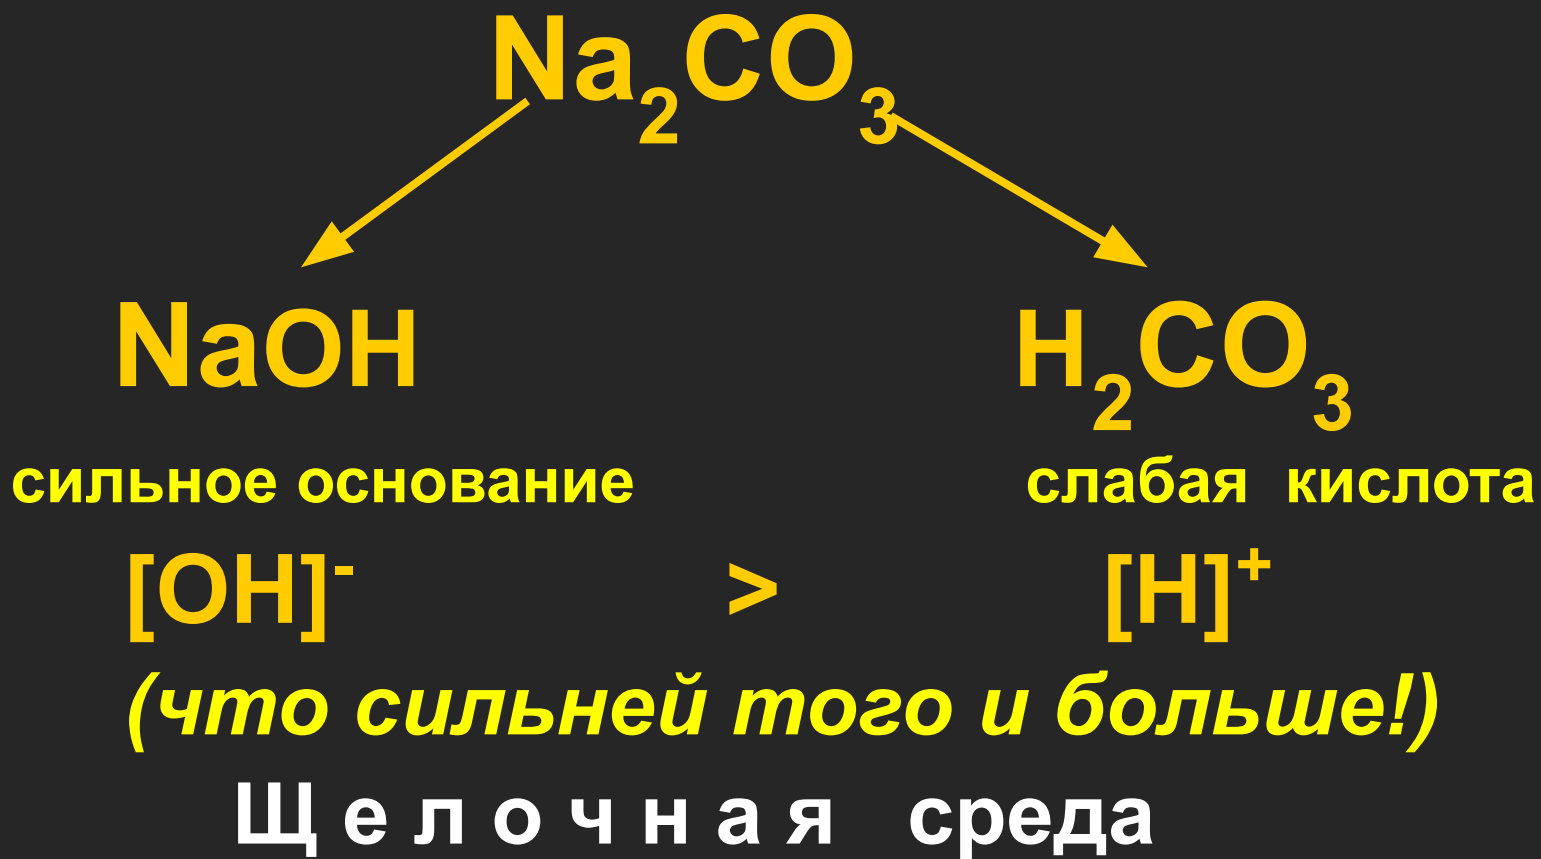 Na₂CO₃
NaOH H₂CO₃
сильное основание слабая кислота
[OH]⁻ > [H]⁺
(что сильней того и больше!)
Щ е л о ч н а я среда